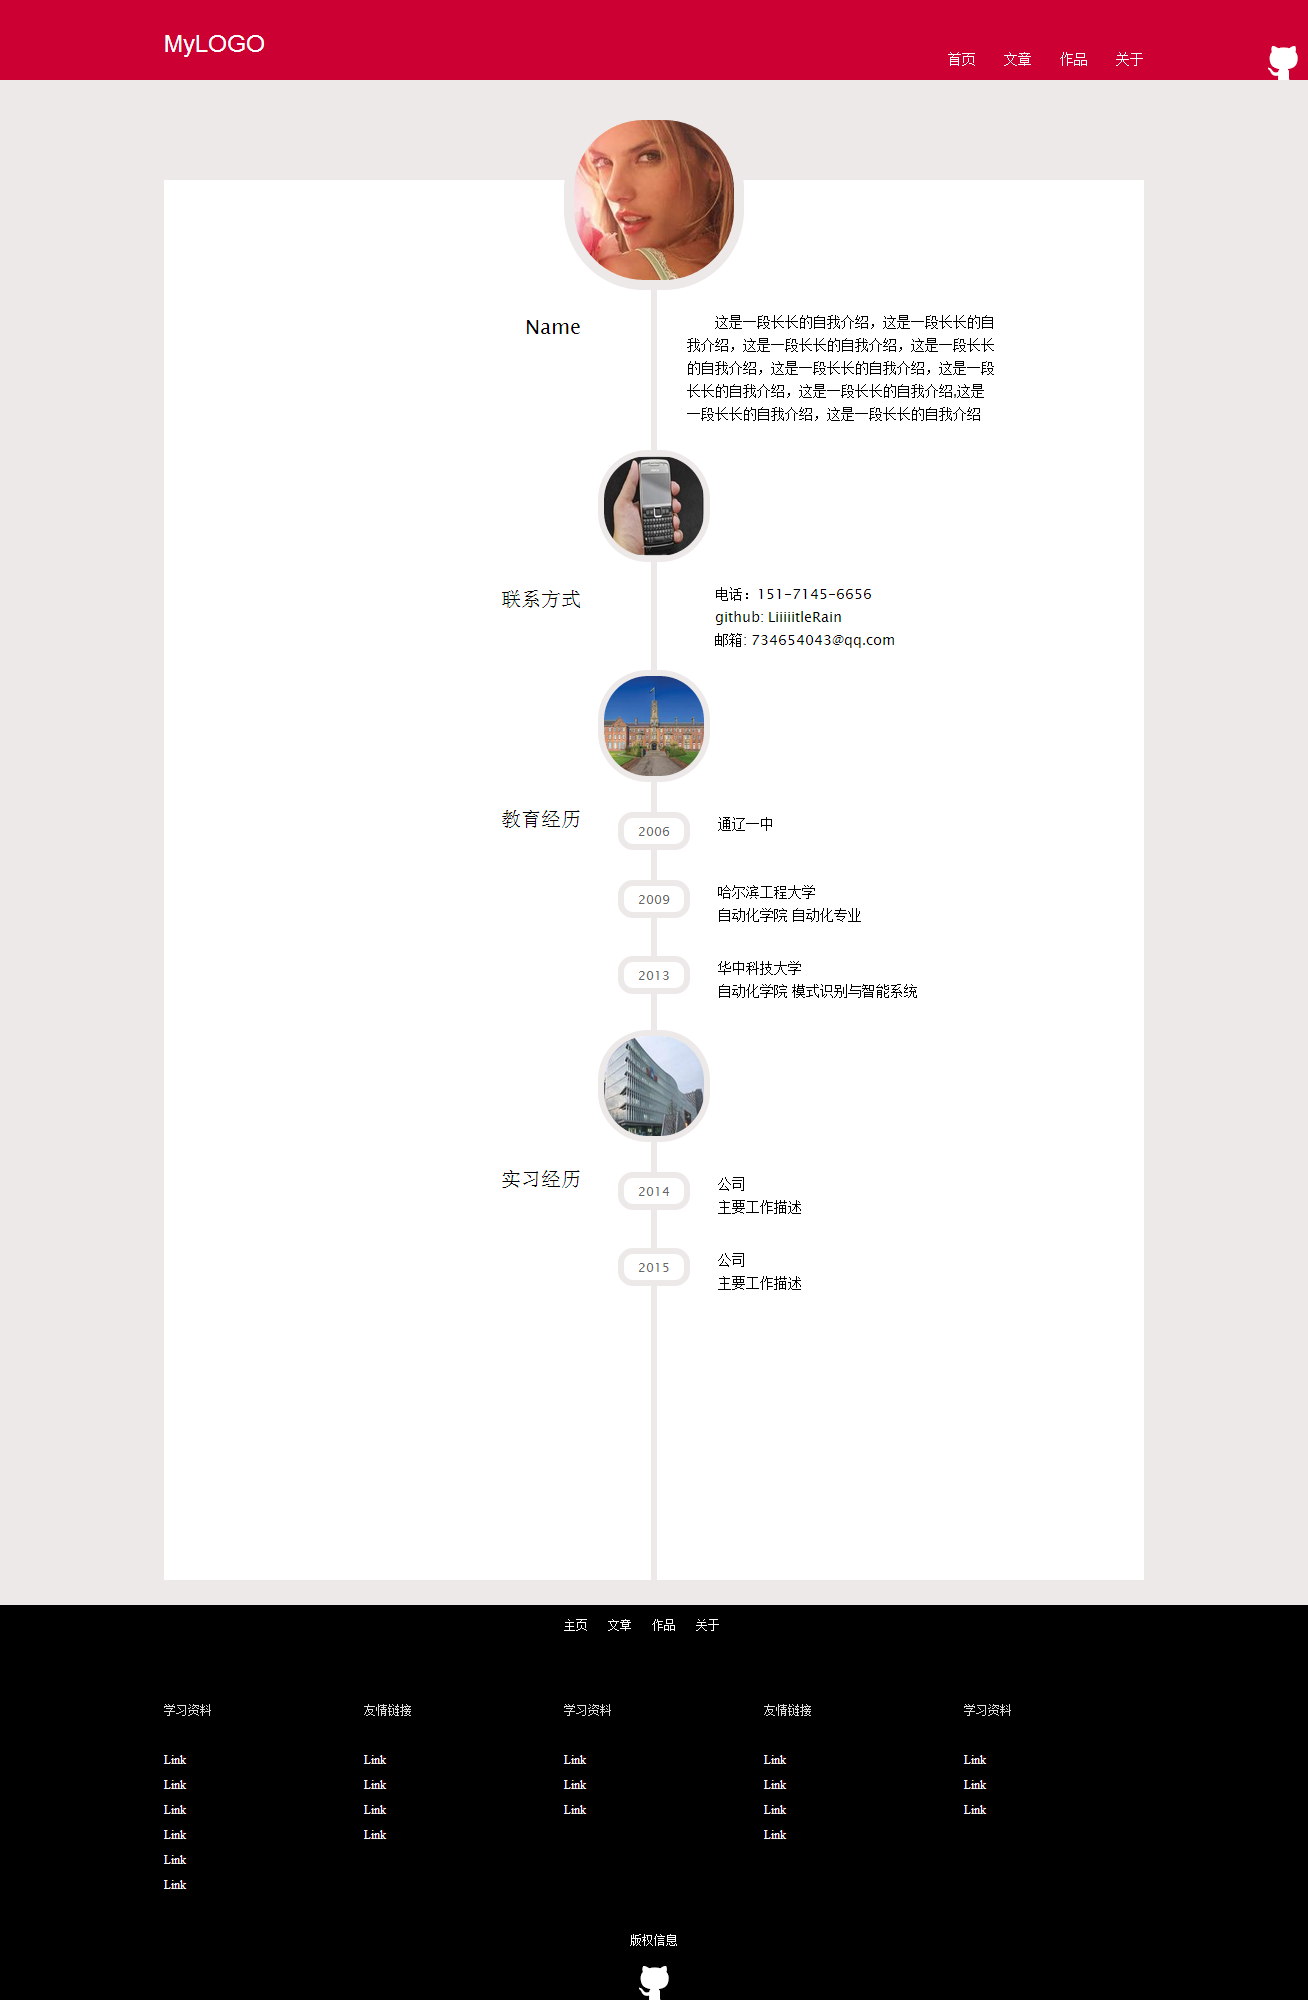 MyLOGO
首页 文章 作品 关于
Name
这是一段长长的自我介绍，这是一段长长的自
我介绍，这是一段长长的自我介绍，这是一段长长
的自我介绍，这是一段长长的自我介绍，这是一段
长长的自我介绍，这是一段长长的自我介绍,这是
一段长长的自我介绍，这是一段长长的自我介绍
联系方式
电话：151-7145-6656
github: LiiiiitleRain
邮箱: 734654043@qq.com
教育经历
2006
通辽一中
2009
哈尔滨工程大学
自动化学院 自动化专业
2013
华中科技大学
自动化学院 模式识别与智能系统
实习经历
2014
公司
主要工作描述
2015
公司
主要工作描述
主页 文章 作品 关于
学习资料 友情链接 学习资料 友情链接 学习资料
Link Link Link Link Link
Link Link Link Link Link
Link Link Link Link Link
Link Link Link
Link
Link
版权信息